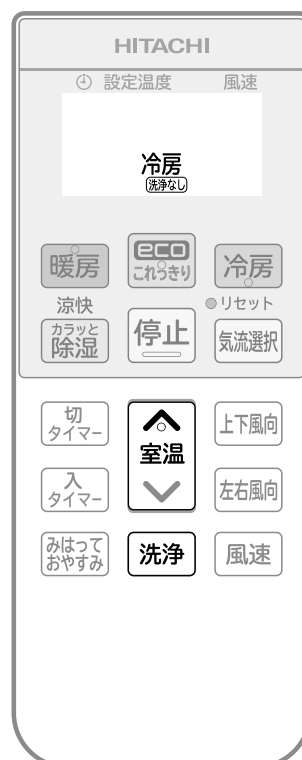 HITACHI
設定温度 風速
冷房
洗浄なし
暖房
eco
これっきり
冷房
涼快
カラッと
除湿
停止
リセット
気流選択
切
タイマー
室温
上下風向
入
タイマー
左右風向
みはって
おやすみ
洗浄
風速